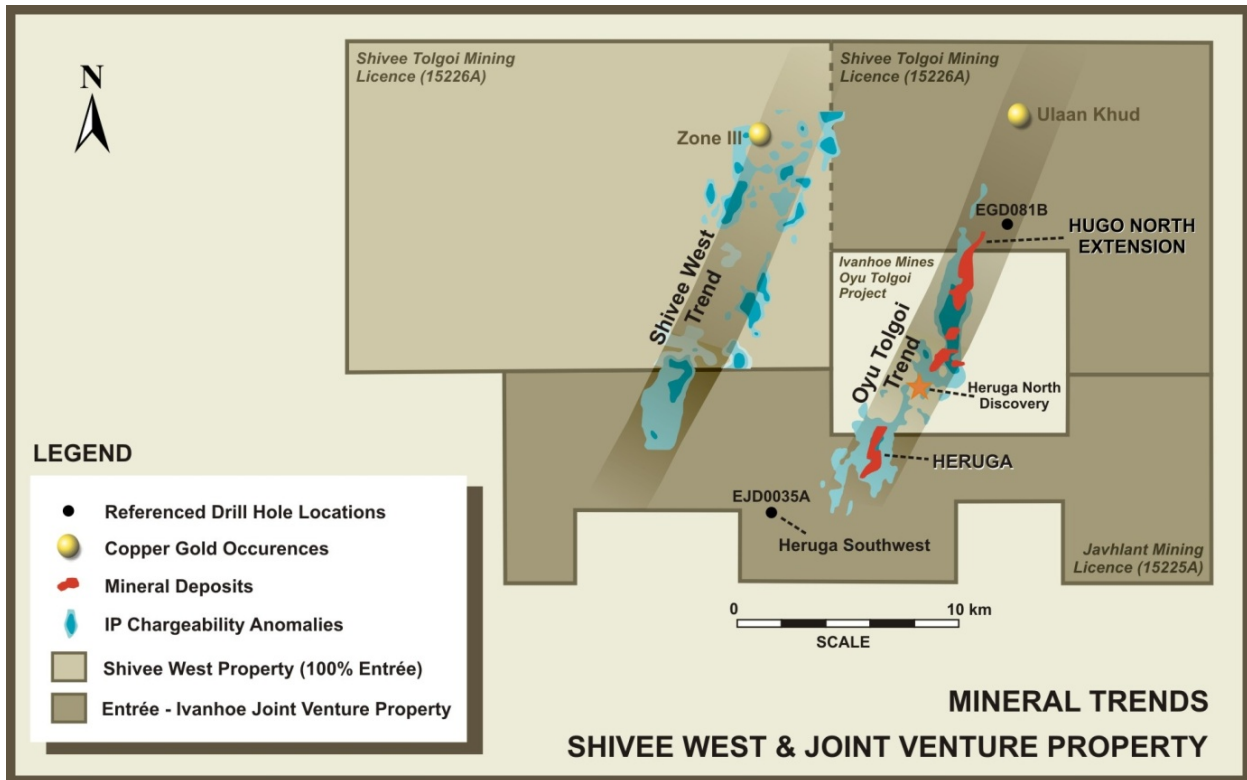 N
Shivee Tolgoi Mining
Licence (15226A)
Shivee Tolgoi Mining
Licence (15226A)
Zone III
Ulaan Khud
EGD081B
HUGO NORTH
EXTENSION
Ivanhoe Mines
Oyu Tolgoi
Project
Shivee West
Trend
Oyu Tolgoi
Trend
Heruga North
Discovery
HERUGA
EJD0035A
Heruga Southwest
Javhlant Mining
Licence (15225A)
LEGEND
Referenced Drill Hole Locations
Copper Gold Occurences
Mineral Deposits
IP Chargeability Anomalies
Shivee West Property (100% Entrée)
Entrée - Ivanhoe Joint Venture Property
0 10 km
SCALE
MINERAL TRENDS
SHIVEE WEST & JOINT VENTURE PROPERTY